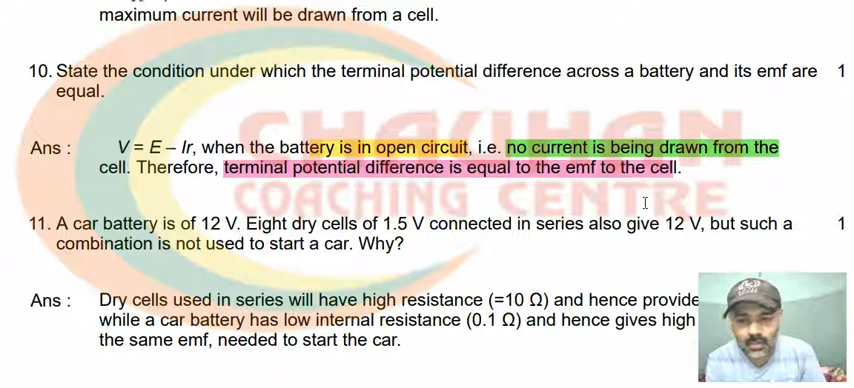 maximum current will be drawn from a cell.
10. State the condition under which the terminal potential difference across a battery and its emf are 1
equal.
CHAUHAN
Ans : V = E – Ir, when the battery is in open circuit, i.e. no current is being drawn from the
cell. Therefore, terminal potential difference is equal to the emf to the cell.
COACHING CENTRE
11. A car battery is of 12 V. Eight dry cells of 1.5 V connected in series also give 12 V, but such a 1
combination is not used to start a car. Why?
Ans : Dry cells used in series will have high resistance (=10 Ω) and hence provide
while a car battery has low internal resistance (0.1 Ω) and hence gives high
the same emf, needed to start the car.